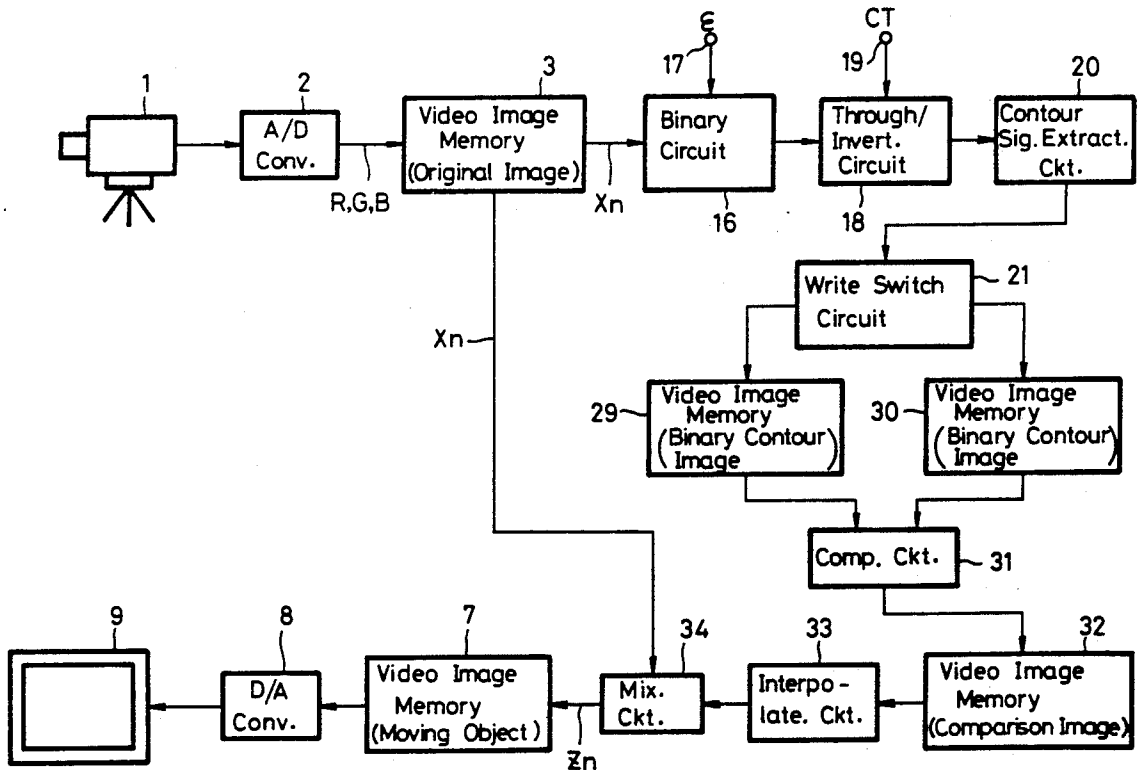 ε
CT
17
19
20
1
2
3
A/D
Conv.
Video Image
Memory
(Original Image)
Binary
Circuit
Through/
Invert.
Circuit
Contour
Sig. Extract.
Ckt.
R,G,B
Xn
16
18
Write Switch
Circuit
21
Xn
29
Video Image
Memory
(Binary Contour
Image)
30
Video Image
Memory
(Binary Contour
Image)
Comp. Ckt.
31
9
8
7
34
33
32
D/A
Conv.
Video Image
Memory
(Moving Object)
Mix.
Ckt.
Interpo-
late. Ckt.
Video Image
Memory
(Comparison Image)
Zn